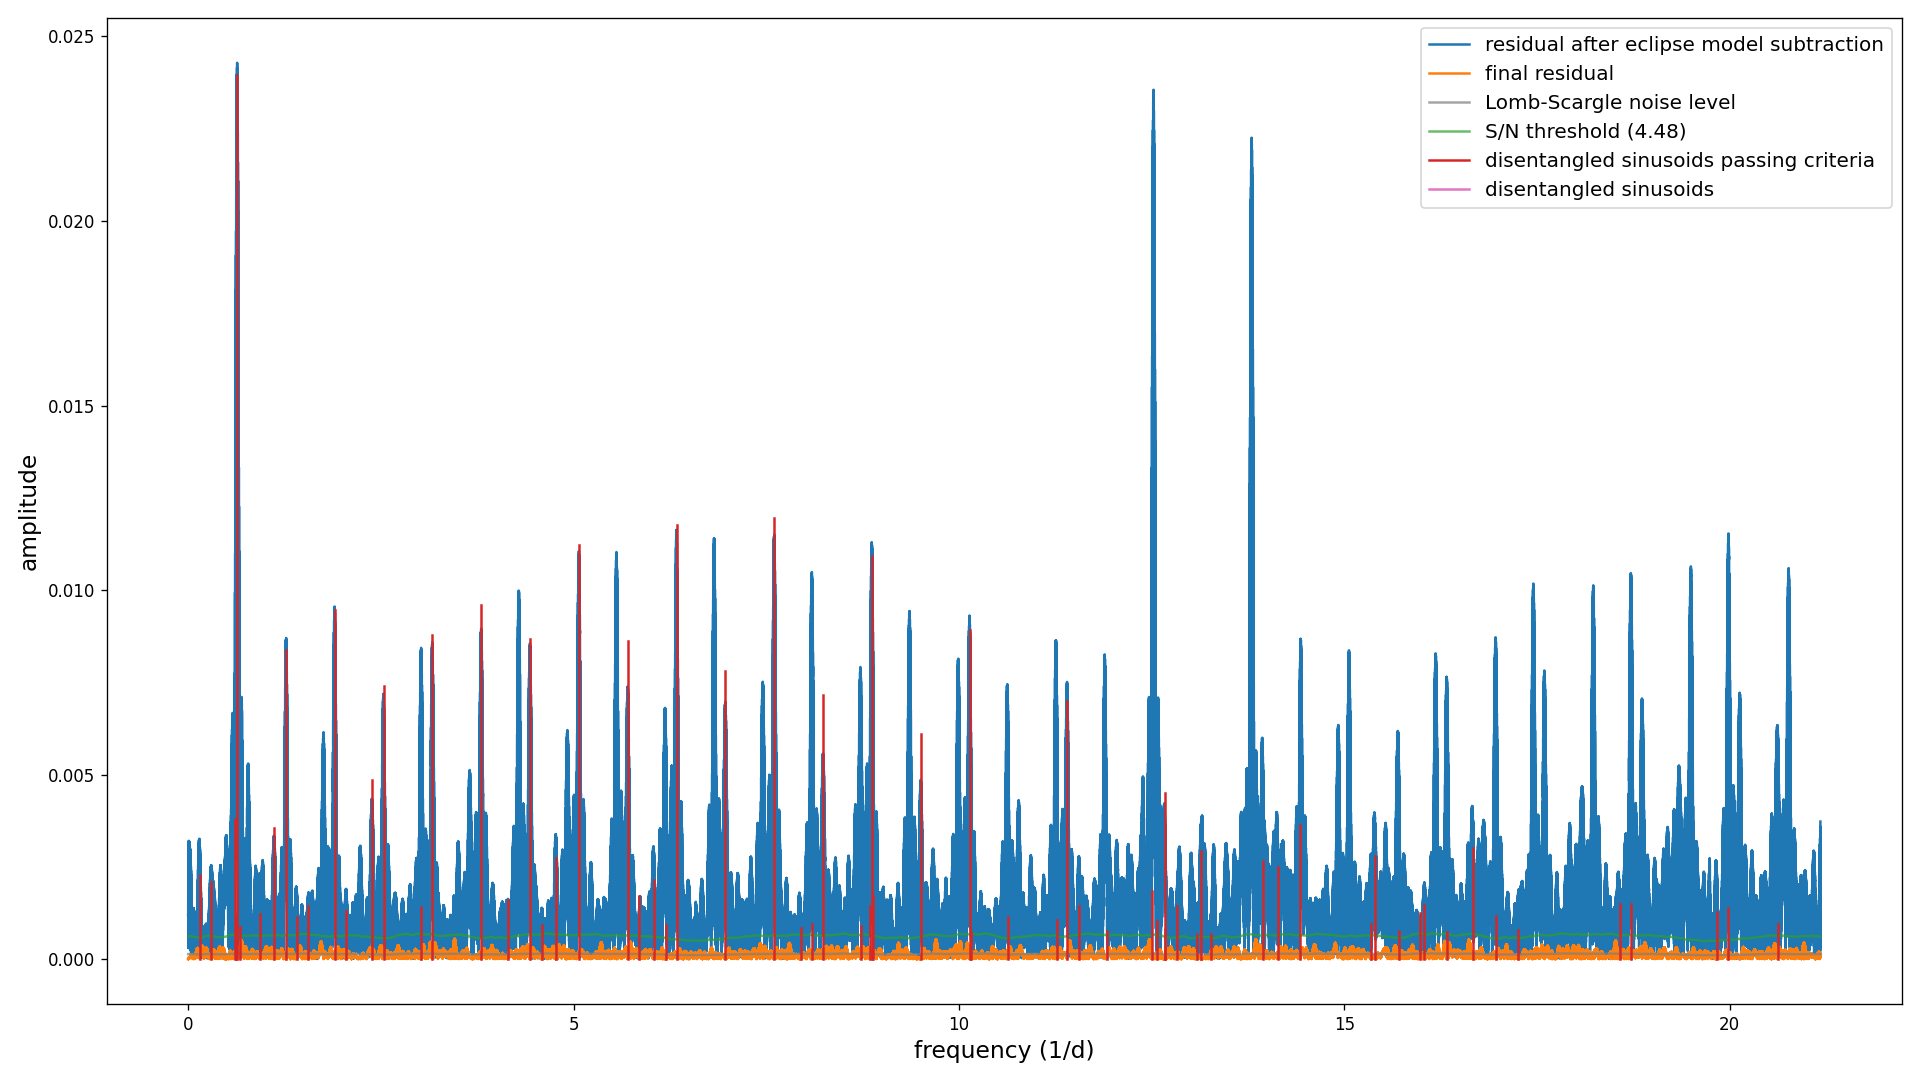 0.025
0.020
0.015
0.010
0.005
0.000
amplitude
0
5
10
15
20
frequency (1/d)
residual after eclipse model subtraction
final residual
Lomb-Scargle noise level
S/N threshold (4.48)
disentangled sinusoids passing criteria
disentangled sinusoids